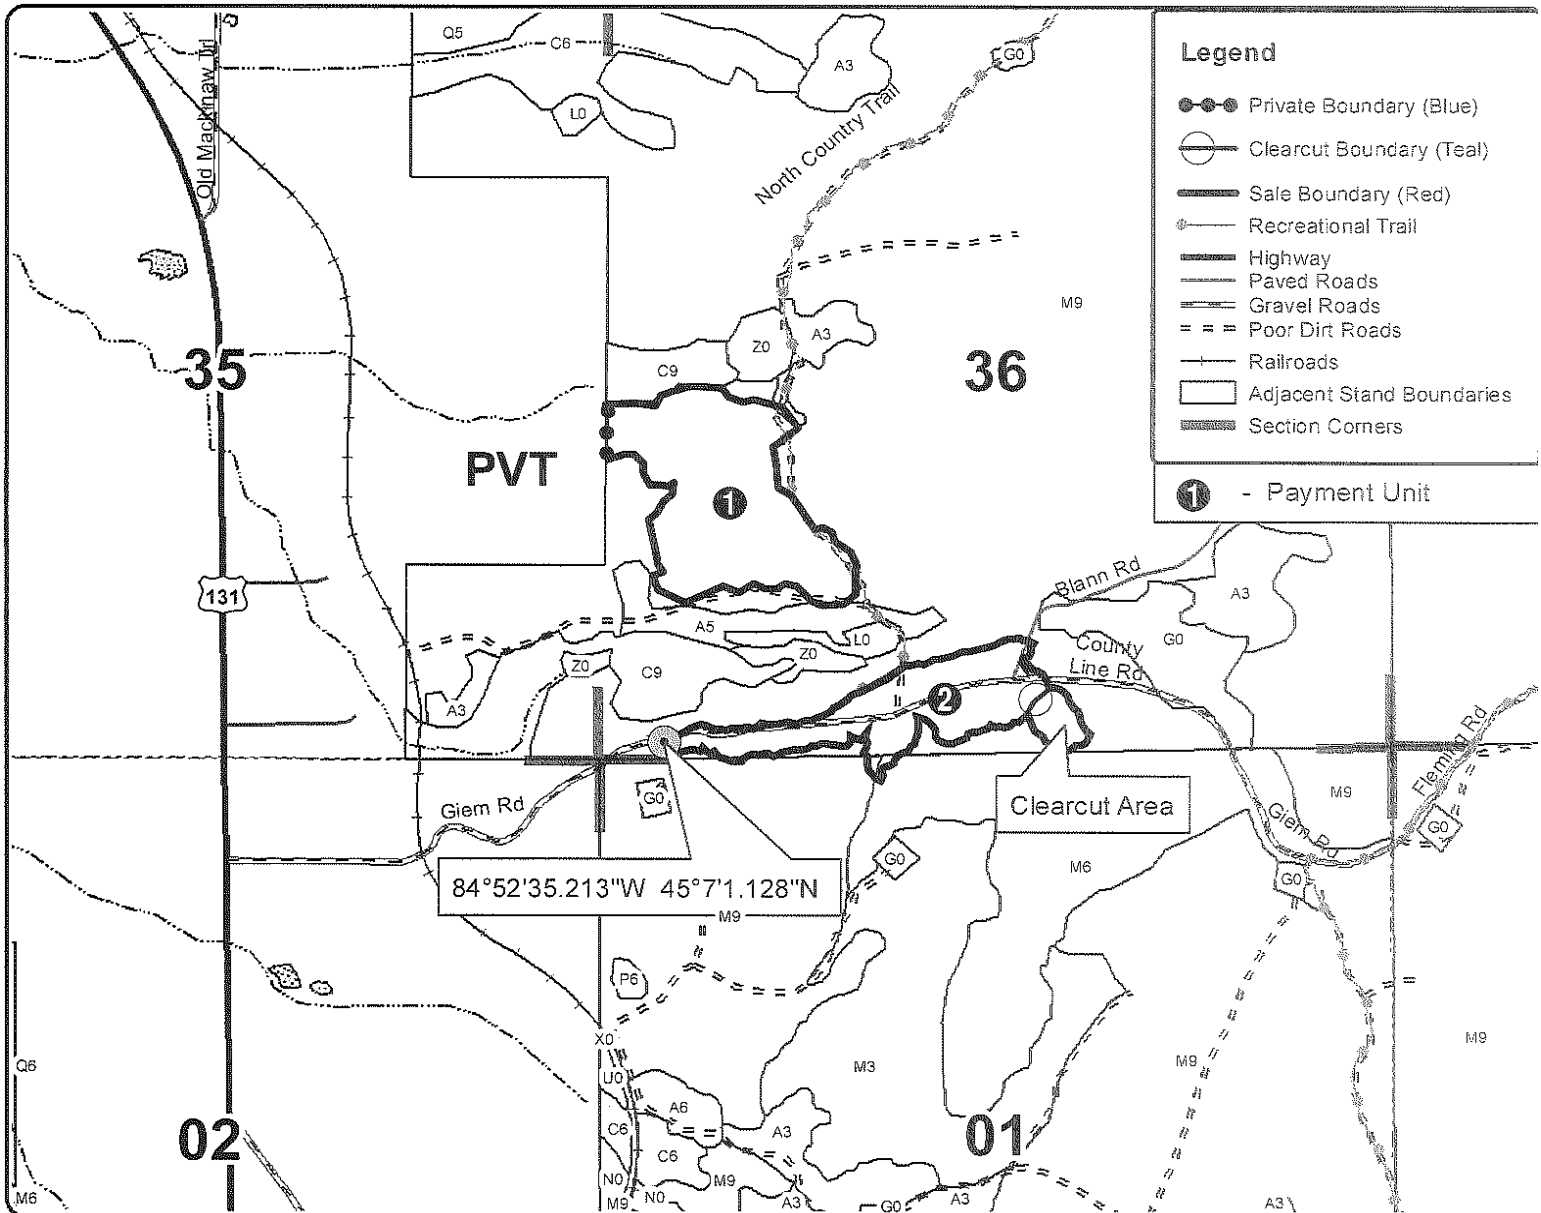 Q5
C6
Old Mackinaw Trl
L0
A3
G0
North Country Trail
Legend
Private Boundary (Blue)
Clearcut Boundary (Teal)
Sale Boundary (Red)
Recreational Trail
Highway
Paved Roads
Gravel Roads
Poor Dirt Roads
Railroads
Adjacent Stand Boundaries
Section Corners
1 - Payment Unit
M9
35
Z0
A3
C9
36
PVT
1
131
Blann Rd
A3
A5
L0
Z0
Z0
C9
A3
County
Line Rd
G0
2
Fleming Rd
Giem Rd
G0
Clearcut Area
M9
Giem Rd
G0
84°52'35.213"W 45°7'1.128"N
G0
M6
G0
M9
P6
X0
Q6
U0
M3
M9
M9
A6
02
C6
A3
01
C6
N0
M9
M6
M9
N0
A3
G0
A3
A3